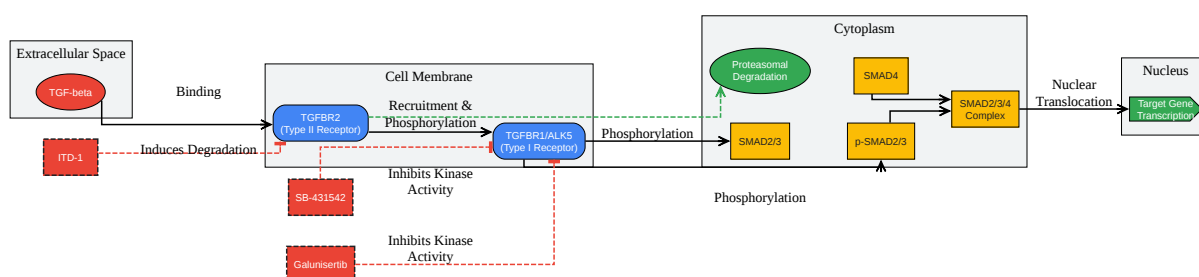 Extracellular Space
TGF-beta
Binding
Cell Membrane
TGFBR2
(Type II Receptor)
Recruitment &
Phosphorylation
TGFBR1/ALK5
(Type I Receptor)
Phosphorylation
Cytoplasm
Proteasomal
Degradation
SMAD4
SMAD2/3
p-SMAD2/3
SMAD2/3/4
Complex
Nuclear
Translocation
Nucleus
Target Gene
Transcription
ITD-1
Induces Degradation
SB-431542
Inhibits Kinase
Activity
Phosphorylation
Galunisertib
Inhibits Kinase
Activity